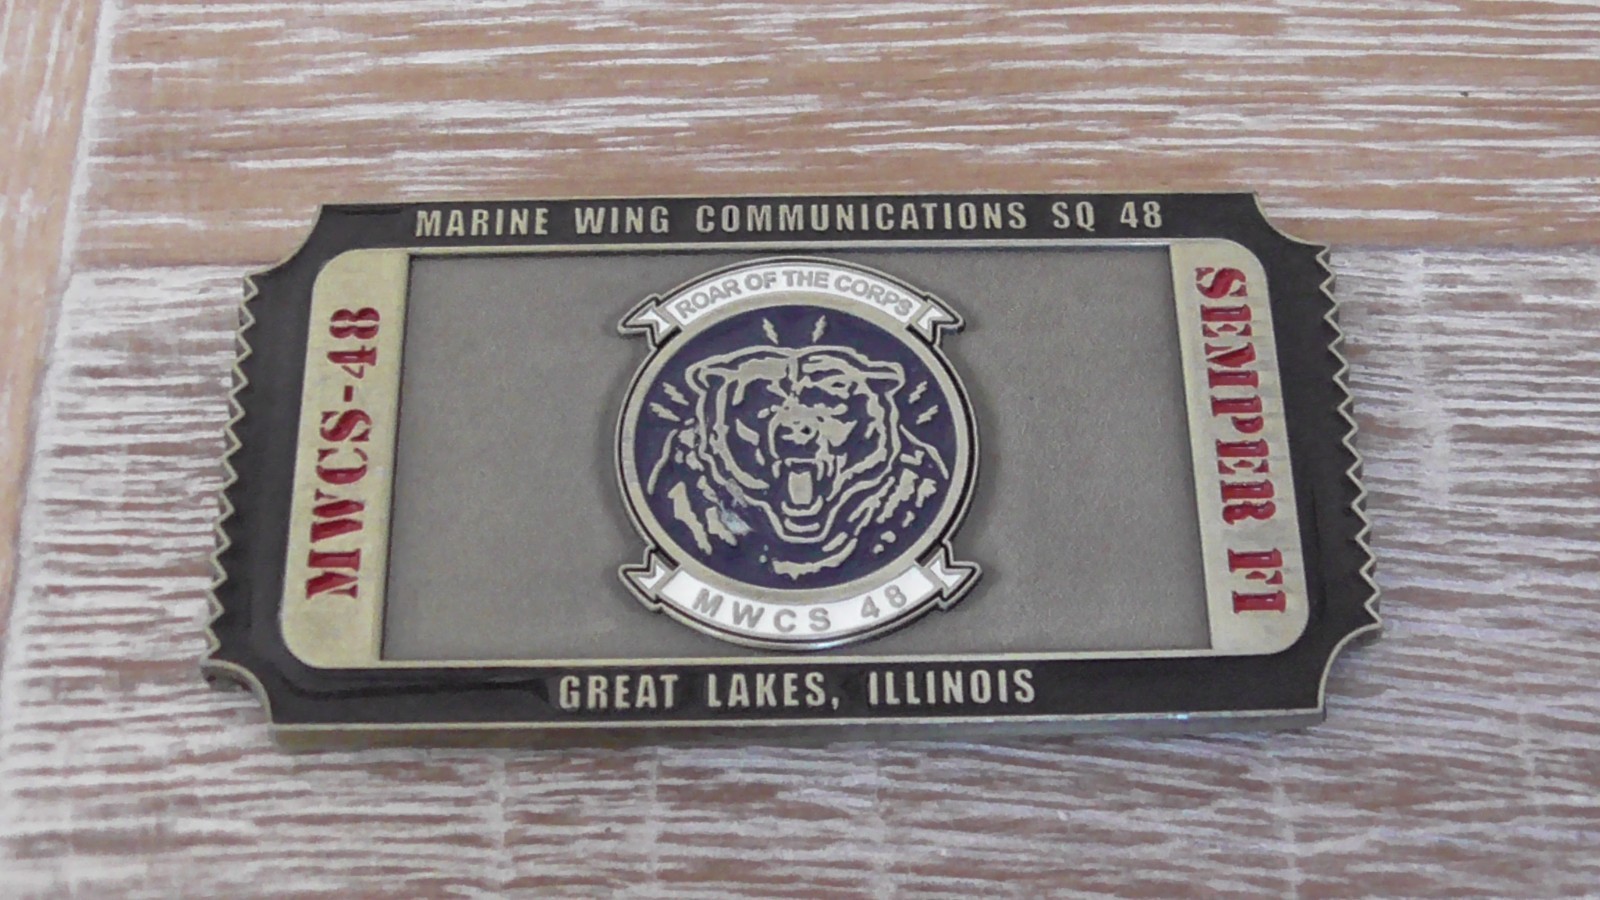 MARINE WING COMMUNICATIONS SQ 48
MWCS-48
ROAR OF THE CORPS
MWCS 48
SEMPER FI
GREAT LAKES, ILLINOIS